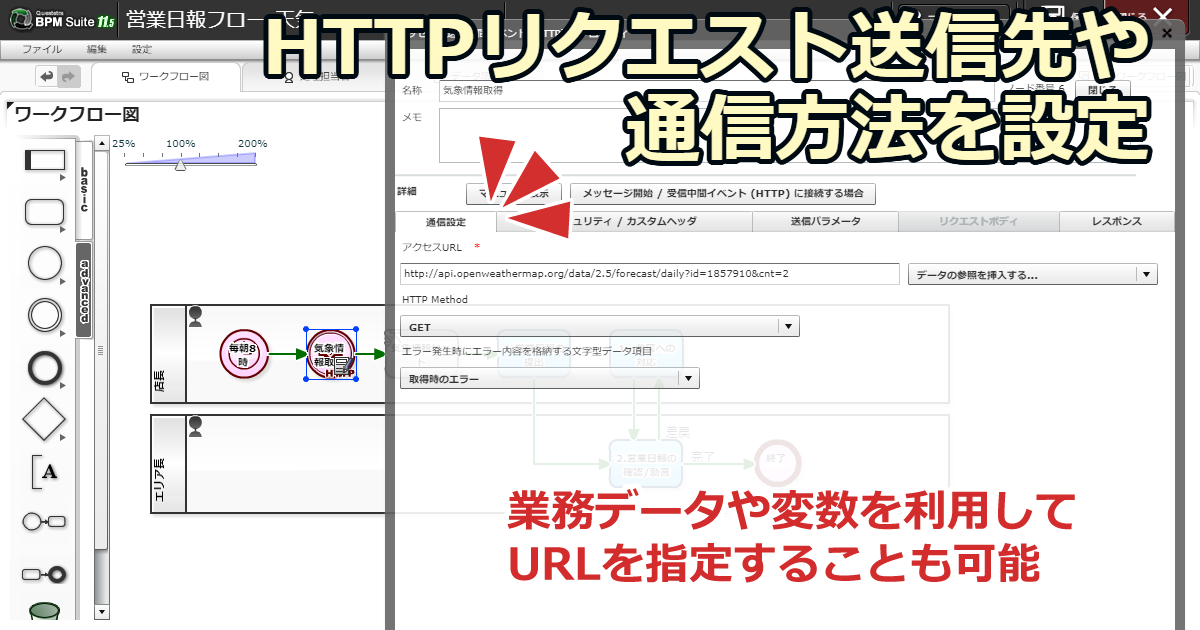 Questetra
BPM Suite 11.5
営業日報フロー 天気
HTTPリクエスト送信先や
通信方法を設定
ファイル 編集 設定
ワークフロー図
ワークフロー図
25% 100% 200%
basic
advanced
名称 気象情報取得
ノード番号 6 閉じる
メモ
詳細
メッセージ開始 / 受信中間イベント (HTTP) に接続する場合
通信設定 ュリティ / カスタムヘッダ 送信パラメータ リクエストボディ レスポンス
アクセスURL *
http://api.openweathermap.org/data/2.5/forecast/daily?id=1857910&cnt=2 データの参照を挿入する...
HTTP Method
GET
エラー発生時にエラー内容を格納する文字型データ項目
取得時のエラー
店長
毎朝8
時
気象情
報取
エリア長
差戻
2.営業日報の
確認/助言
完了
終了
A
業務データや変数を利用して
URLを指定することも可能